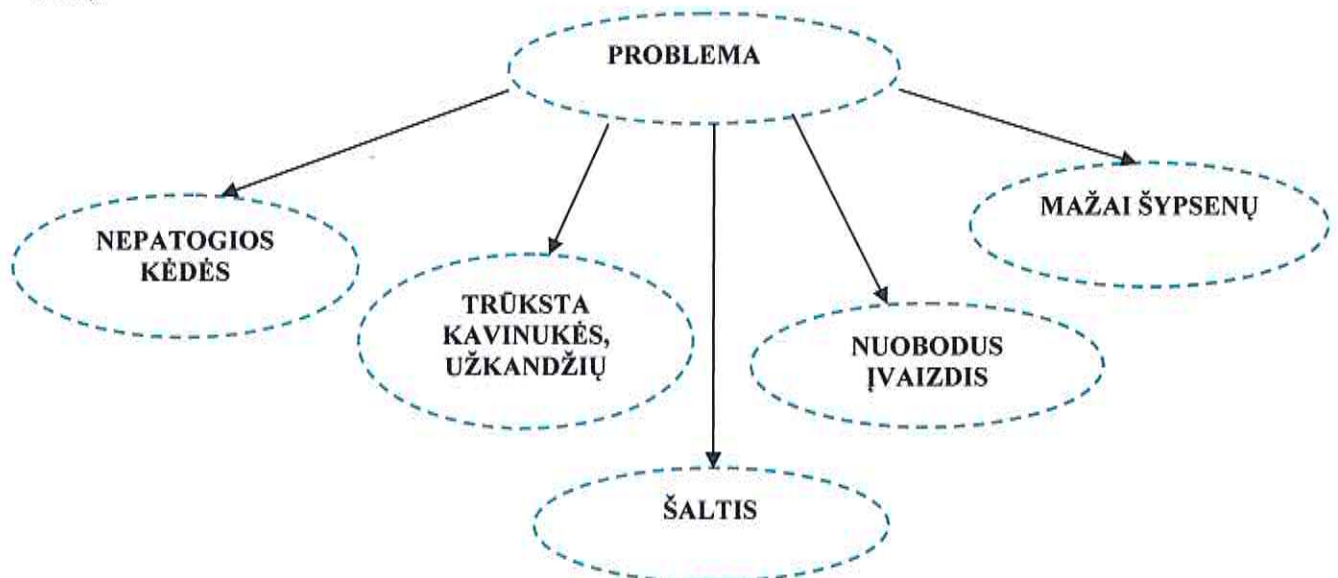 PROBLEMA
MAŽAI ŠYPSENŲ
NEPATOGIOS
KĖDĖS
TRŪKSTA
KAVINUKĖS,
UŽKANDŽIŲ
NUOBODUS
ĮVAIZDIS
ŠALTIS